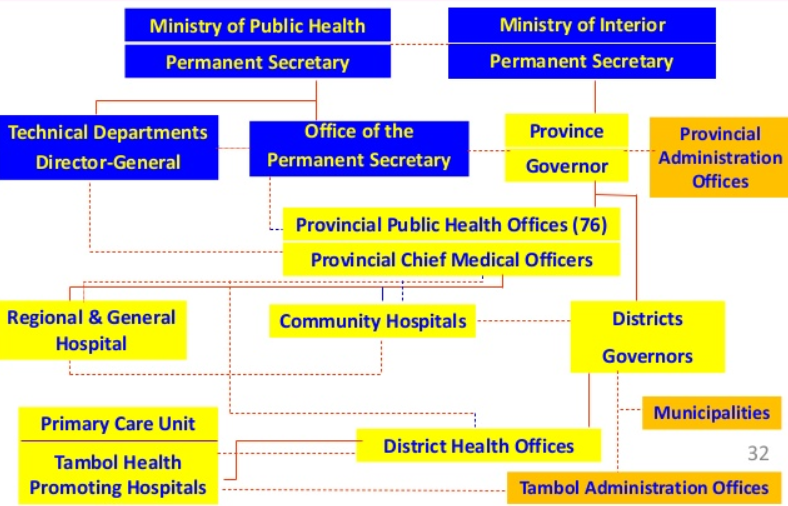 Ministry of Public Health
Permanent Secretary
Ministry of Interior
Permanent Secretary
Technical Departments
Director-General
Office of the
Permanent Secretary
Province
Governor
Provincial
Administration
Offices
Provincial Public Health Offices (76)
Provincial Chief Medical Officers
Regional & General
Hospital
Community Hospitals
Districts
Governors
Primary Care Unit
Tambol Health
Promoting Hospitals
District Health Offices
Municipalities
32
Tambol Administration Offices